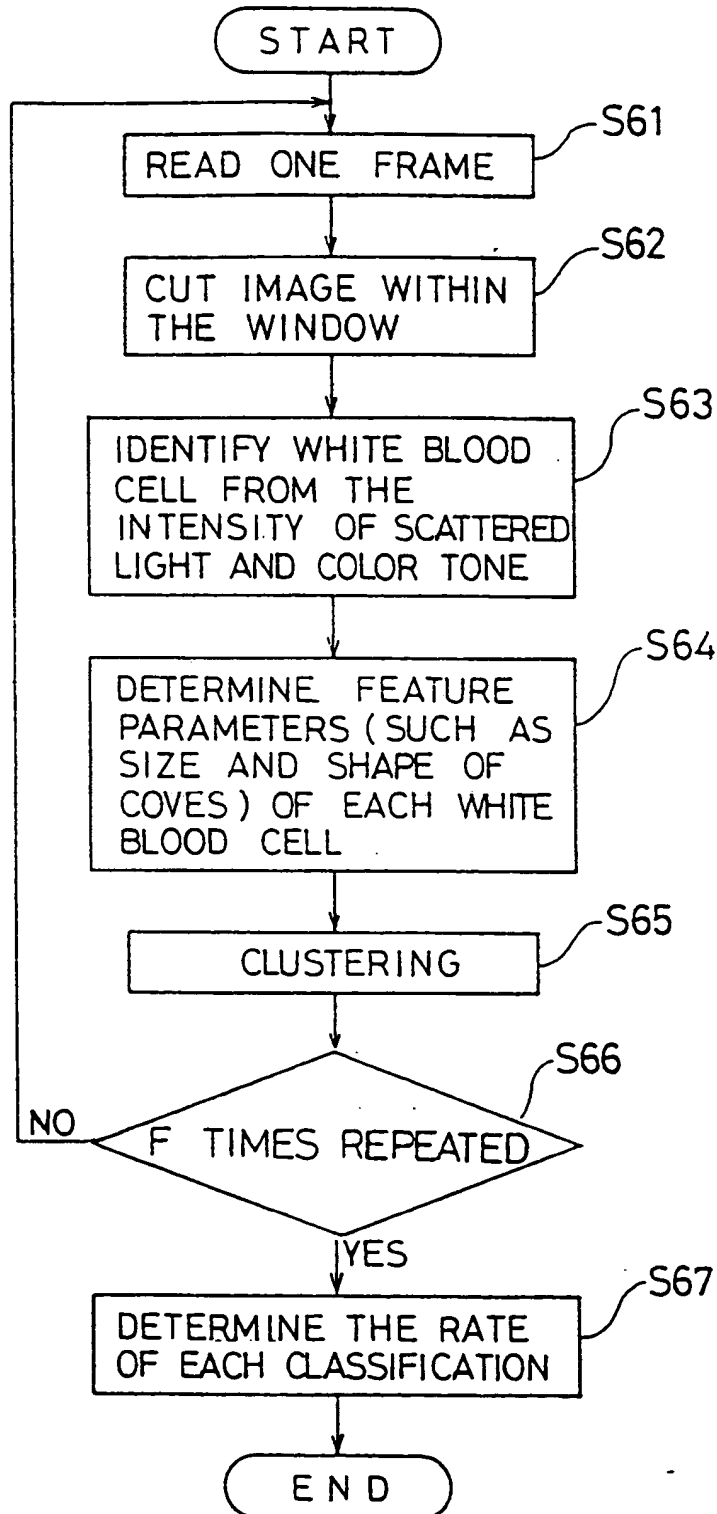 START
S61
READ ONE FRAME
S62
CUT IMAGE WITHIN
THE WINDOW
S63
IDENTIFY WHITE BLOOD
CELL FROM THE
INTENSITY OF SCATTERED
LIGHT AND COLOR TONE
S64
DETERMINE FEATURE
PARAMETERS (SUCH AS
SIZE AND SHAPE OF
COVES) OF EACH WHITE
BLOOD CELL
S65
CLUSTERING
S66
NO
F TIMES REPEATED
YES
S67
DETERMINE THE RATE
OF EACH CLASSIFICATION
END